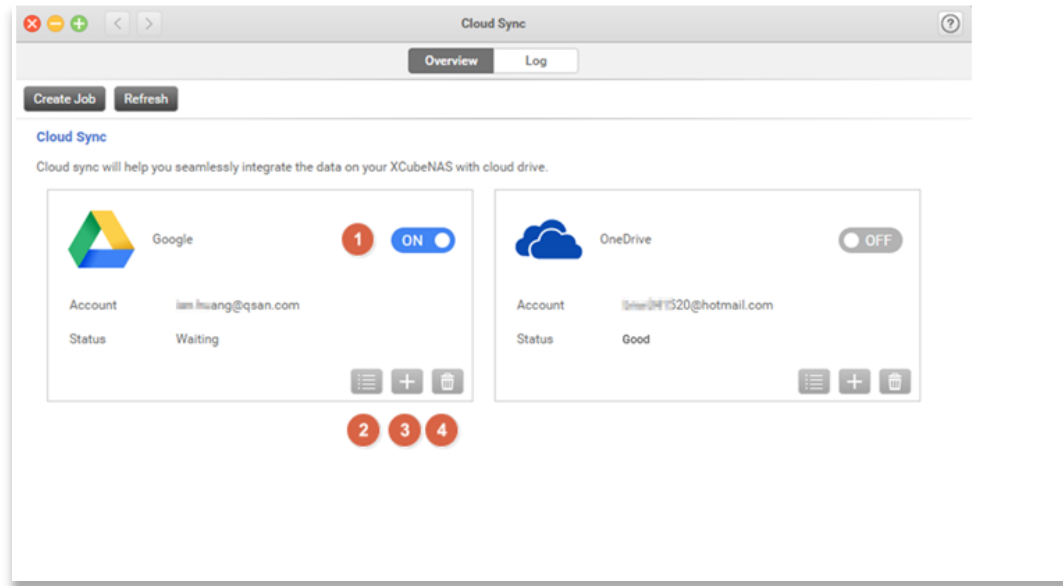 Cloud Sync
?
Overview Log
Create Job Refresh
Cloud Sync
Cloud sync will help you seamlessly integrate the data on your XCubeNAS with cloud drive.
Google 1 ON
Account ang@qsan.com
Status Waiting
2 3 4
OneDrive OFF
Account 520@hotmail.com
Status Good